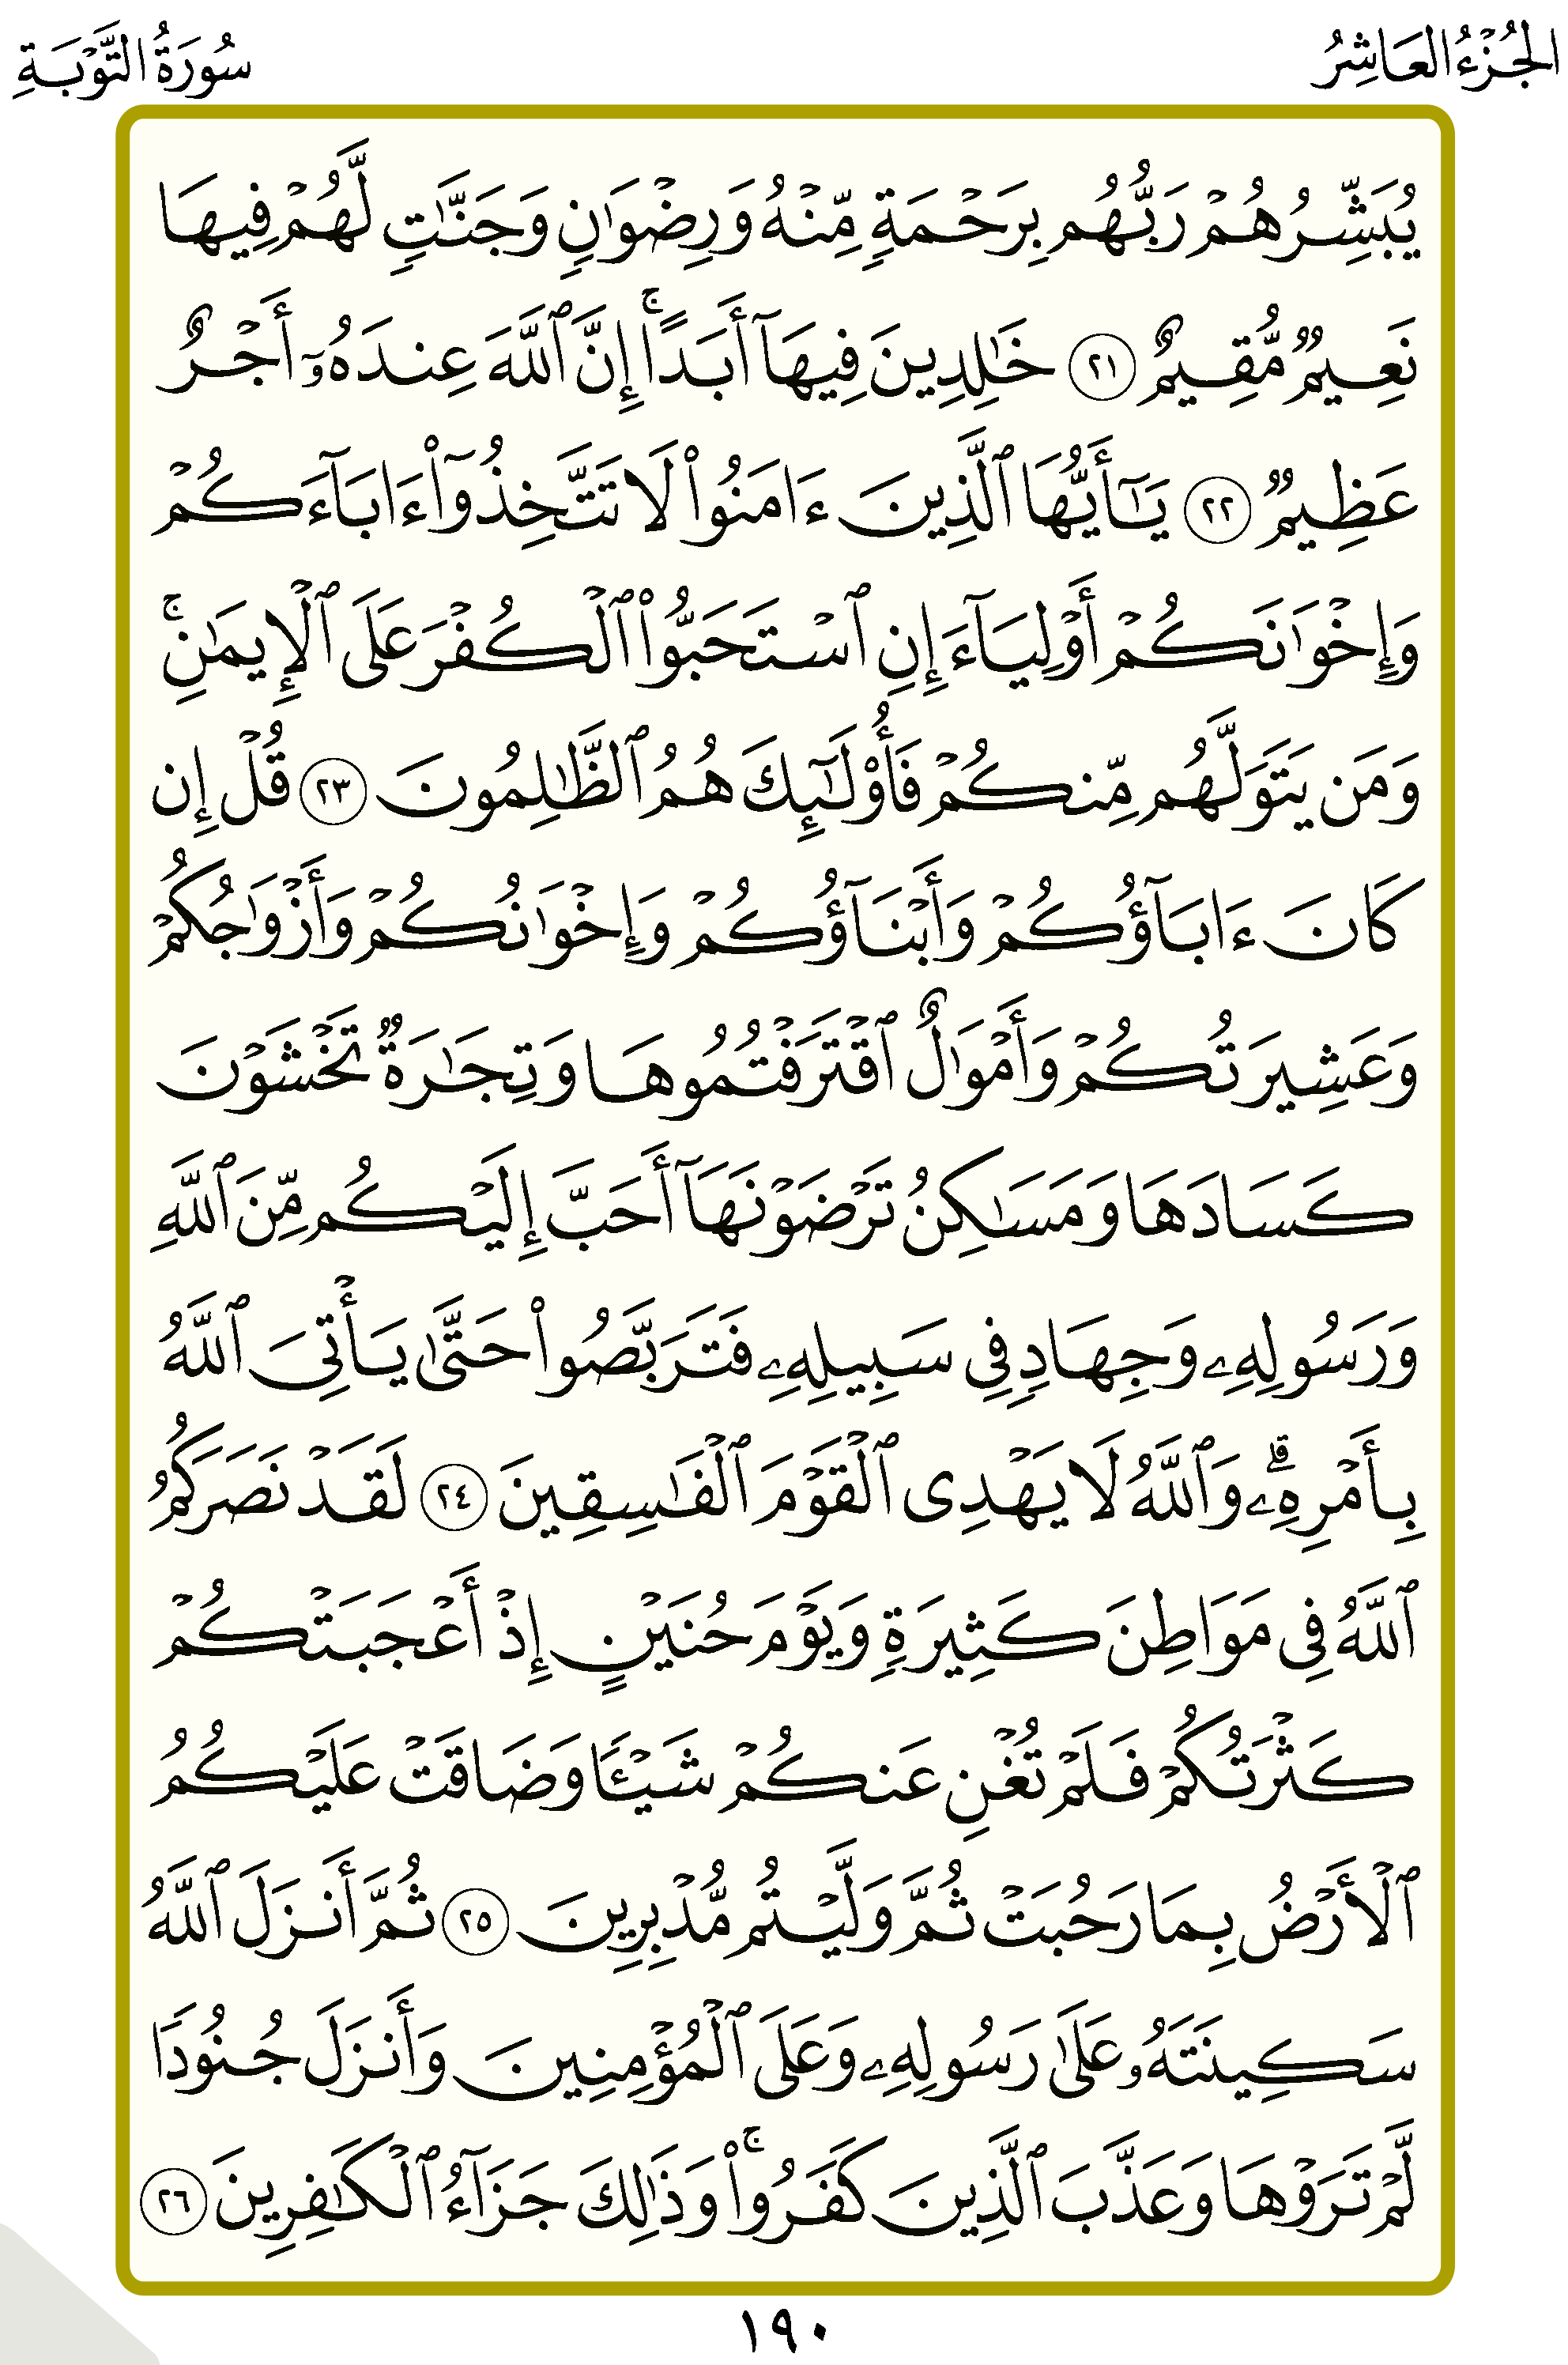 الجُزْءُ العَاشِرُ
سُورَةُ التَّوْبَةِ
يُبَشِّرُهُمْ رَبُّهُم بِرَحْمَةٍ مِّنْهُ وَرِضْوَٰنٍ وَجَنَّٰتٍ لَّهُمْ فِيهَا
نَعِيمٌ مُّقِيمٌ ٢١ خَٰلِدِينَ فِيهَآ أَبَدًا ۚ إِنَّ ٱللَّهَ عِندَهُۥٓ أَجْرٌ
عَظِيمٌ ٢٢ يَٰٓأَيُّهَا ٱلَّذِينَ ءَامَنُوا۟ لَا تَتَّخِذُوٓا۟ ءَابَآءَكُمْ
وَإِخْوَٰنَكُمْ أَوْلِيَآءَ إِنِ ٱسْتَحَبُّوا۟ ٱلْكُفْرَ عَلَى ٱلْإِيمَٰنِ ۚ
وَمَن يَتَوَلَّهُم مِّنكُمْ فَأُو۟لَٰٓئِكَ هُمُ ٱلظَّٰلِمُونَ ٢٣ قُلْ إِن
كَانَ ءَابَآؤُكُمْ وَأَبْنَآؤُكُمْ وَإِخْوَٰنُكُمْ وَأَزْوَٰجُكُمْ
وَعَشِيرَتُكُمْ وَأَمْوَٰلٌ ٱقْتَرَفْتُمُوهَا وَتِجَٰرَةٌ تَخْشَوْنَ
كَسَادَهَا وَمَسَٰكِنُ تَرْضَوْنَهَآ أَحَبَّ إِلَيْكُم مِّنَ ٱللَّهِ
وَرَسُولِهِۦ وَجِهَادٍ فِى سَبِيلِهِۦ فَتَرَبَّصُوا۟ حَتَّىٰ يَأْتِىَ ٱللَّهُ
بِأَمْرِهِۦ ۗ وَٱللَّهُ لَا يَهْدِى ٱلْقَوْمَ ٱلْفَٰسِقِينَ ٢٤ لَقَدْ نَصَرَكُمُ
ٱللَّهُ فِى مَوَاطِنَ كَثِيرَةٍ وَيَوْمَ حُنَيْنٍ إِذْ أَعْجَبَتْكُمْ
كَثْرَتُكُمْ فَلَمْ تُغْنِ عَنكُمْ شَيْـًٔا وَضَاقَتْ عَلَيْكُمُ
ٱلْأَرْضُ بِمَا رَحُبَتْ ثُمَّ وَلَّيْتُم مُّدْبِرِينَ ٢٥ ثُمَّ أَنزَلَ ٱللَّهُ
سَكِينَتَهُۥ عَلَىٰ رَسُولِهِۦ وَعَلَى ٱلْمُؤْمِنِينَ وَأَنزَلَ جُنُودًا
لَّمْ تَرَوْهَا وَعَذَّبَ ٱلَّذِينَ كَفَرُوا۟ ۚ وَذَٰلِكَ جَزَآءُ ٱلْكَٰفِرِينَ ٢٦
١٩٠